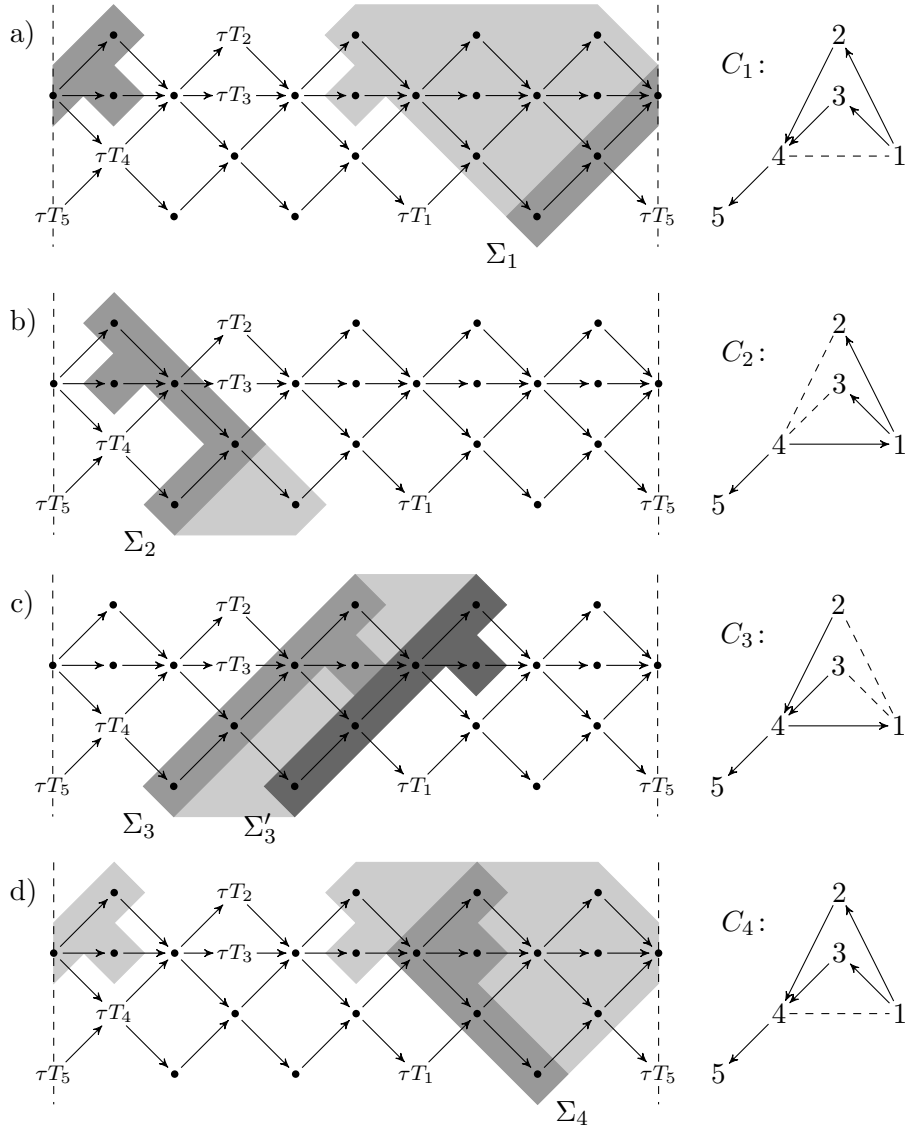 a) τT₂ C₁: 2
τT₃ 3
τT₄ 4 1
τT₅ τT₁ τT₅ 5
Σ₁
b) τT₂ C₂: 2
τT₃ 3
τT₄ 4 1
τT₅ τT₁ τT₅ 5
Σ₂
c) τT₂ C₃: 2
τT₃ 3
τT₄ 4 1
τT₅ τT₁ τT₅ 5
Σ₃ Σ′₃
d) τT₂ C₄: 2
τT₃ 3
τT₄ 4 1
τT₅ τT₁ τT₅ 5
Σ₄